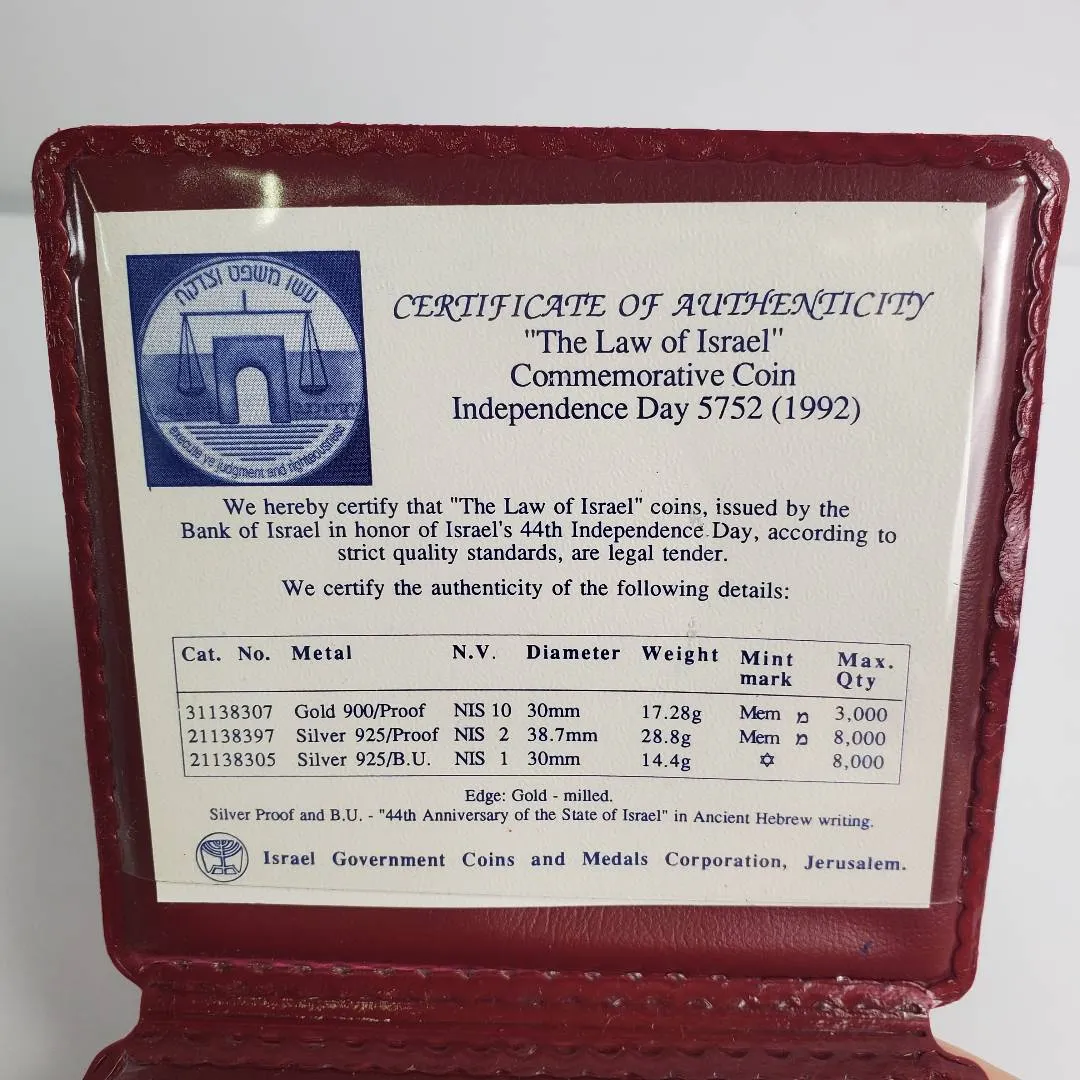 עשו משפט וצדקה
execute ye judgment and righteousness
CERTIFICATE OF AUTHENTICITY
"The Law of Israel"
Commemorative Coin
Independence Day 5752 (1992)
We hereby certify that "The Law of Israel" coins, issued by the
Bank of Israel in honor of Israel's 44th Independence Day, according to
strict quality standards, are legal tender.
We certify the authenticity of the following details:
Cat. No. Metal N.V. Diameter Weight Mint mark Max. Qty
31138307 Gold 900/Proof NIS 10 30mm 17.28g Mem מ 3,000
21138397 Silver 925/Proof NIS 2 38.7mm 28.8g Mem מ 8,000
21138305 Silver 925/B.U. NIS 1 30mm 14.4g ✡ 8,000
Edge: Gold - milled.
Silver Proof and B.U. - "44th Anniversary of the State of Israel" in Ancient Hebrew writing.
Israel Government Coins and Medals Corporation, Jerusalem.